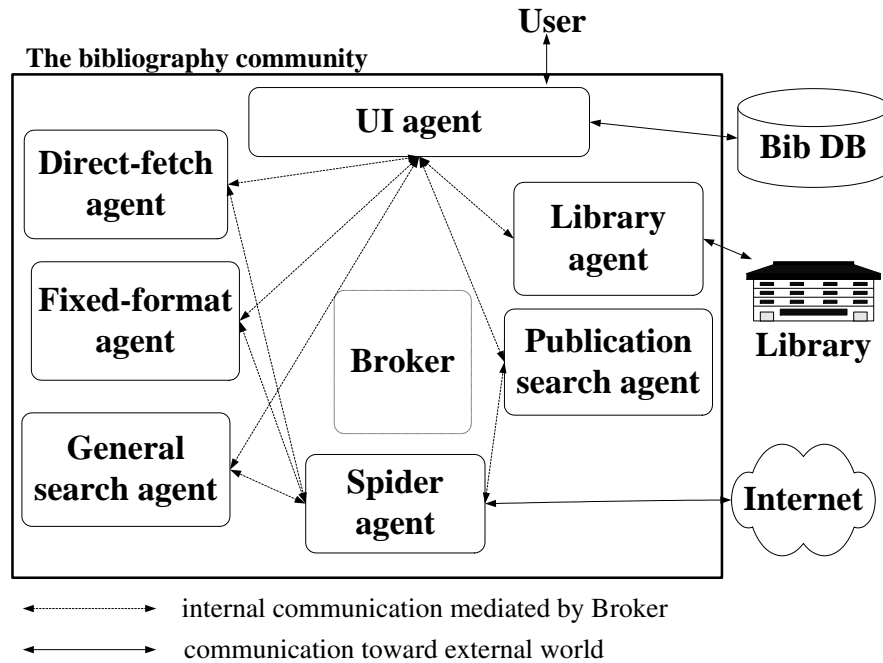 User
The bibliography community
UI agent
Bib DB
Direct-fetch
agent
Library
agent
Fixed-format
agent
Broker
Publication
search agent
Library
General
search agent
Spider
agent
Internet
internal communication mediated by Broker
communication toward external world